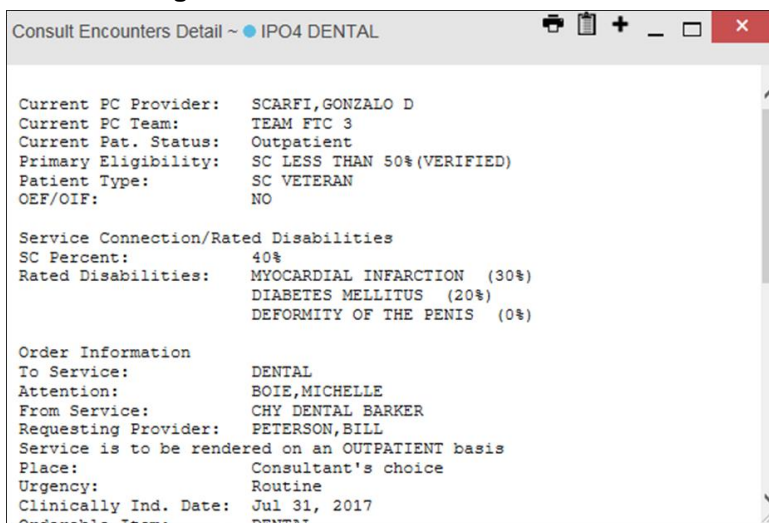 Consult Encounters Detail ~ IPO4 DENTAL
Current PC Provider: SCARFI,GONZALO D
Current PC Team: TEAM FTC 3
Current Pat. Status: Outpatient
Primary Eligibility: SC LESS THAN 50%(VERIFIED)
Patient Type: SC VETERAN
OEF/OIF: NO
Service Connection/Rated Disabilities
SC Percent: 40%
Rated Disabilities: MYOCARDIAL INFARCTION (30%)
DIABETES MELLITUS (20%)
DEFORMITY OF THE PENIS (0%)
Order Information
To Service: DENTAL
Attention: BOIE,MICHELLE
From Service: CHY DENTAL BARKER
Requesting Provider: PETERSON,BILL
Service is to be rendered on an OUTPATIENT basis
Place: Consultant's choice
Urgency: Routine
Clinically Ind. Date: Jul 31, 2017
Orderable Item: DENTAL